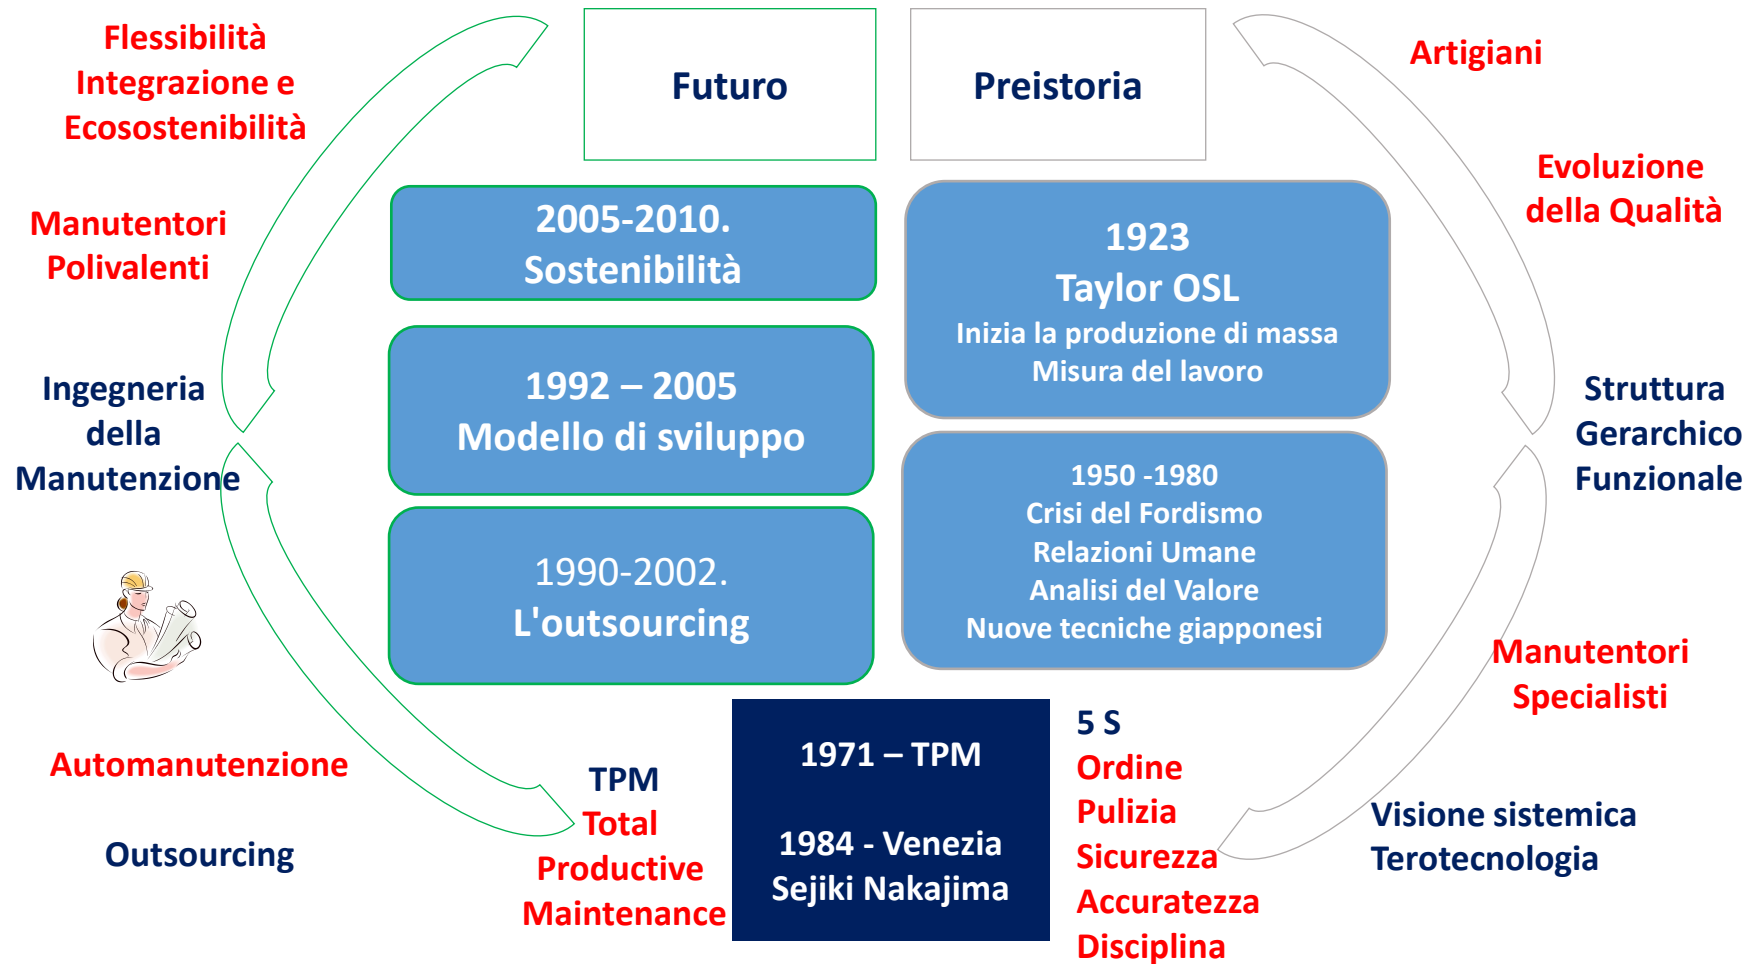 Flessibilità
Integrazione e
Ecosostenibilità
Manutentori
Polivalenti
Ingegneria
della
Manutenzione
Automanutenzione
Outsourcing
Futuro
2005-2010.
Sostenibilità
1992 – 2005
Modello di sviluppo
1990-2002.
L'outsourcing
TPM
Total
Productive
Maintenance
1971 – TPM
1984 - Venezia
Sejiki Nakajima
Preistoria
1923
Taylor OSL
Inizia la produzione di massa
Misura del lavoro
1950 -1980
Crisi del Fordismo
Relazioni Umane
Analisi del Valore
Nuove tecniche giapponesi
5 S
Ordine
Pulizia
Sicurezza
Accuratezza
Disciplina
Artigiani
Evoluzione
della Qualità
Struttura
Gerarchico
Funzionale
Manutentori
Specialisti
Visione sistemica
Terotecnologia